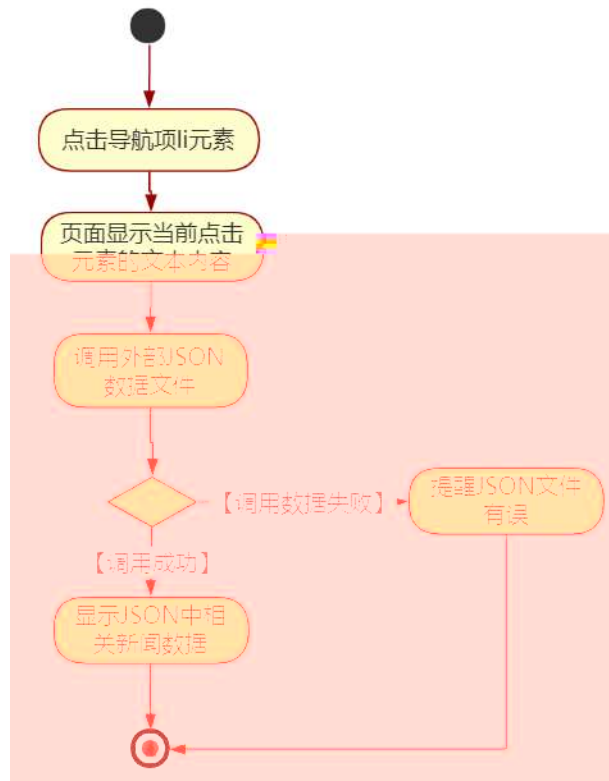 点击导航项li元素
页面显示当前点击
元素的文本内容
调用外部JSON
数据文件
【调用数据失败】
提醒JSON文件
有误
【调用成功】
显示JSON中相
关新闻数据